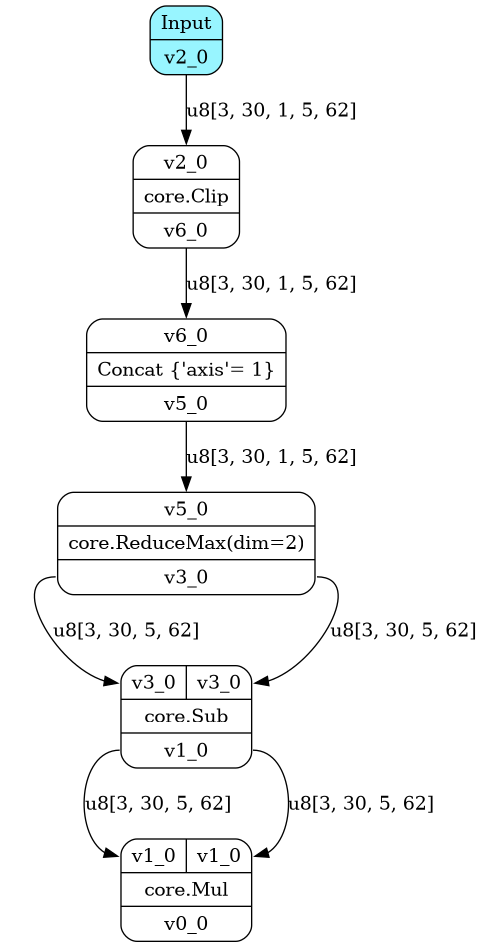 Input
v2_0
u8[3, 30, 1, 5, 62]
v2_0
core.Clip
v6_0
u8[3, 30, 1, 5, 62]
v6_0
Concat {'axis'= 1}
v5_0
u8[3, 30, 1, 5, 62]
v5_0
core.ReduceMax(dim=2)
v3_0
u8[3, 30, 5, 62] u8[3, 30, 5, 62]
v3_0 v3_0
core.Sub
v1_0
u8[3, 30, 5, 62] u8[3, 30, 5, 62]
v1_0 v1_0
core.Mul
v0_0